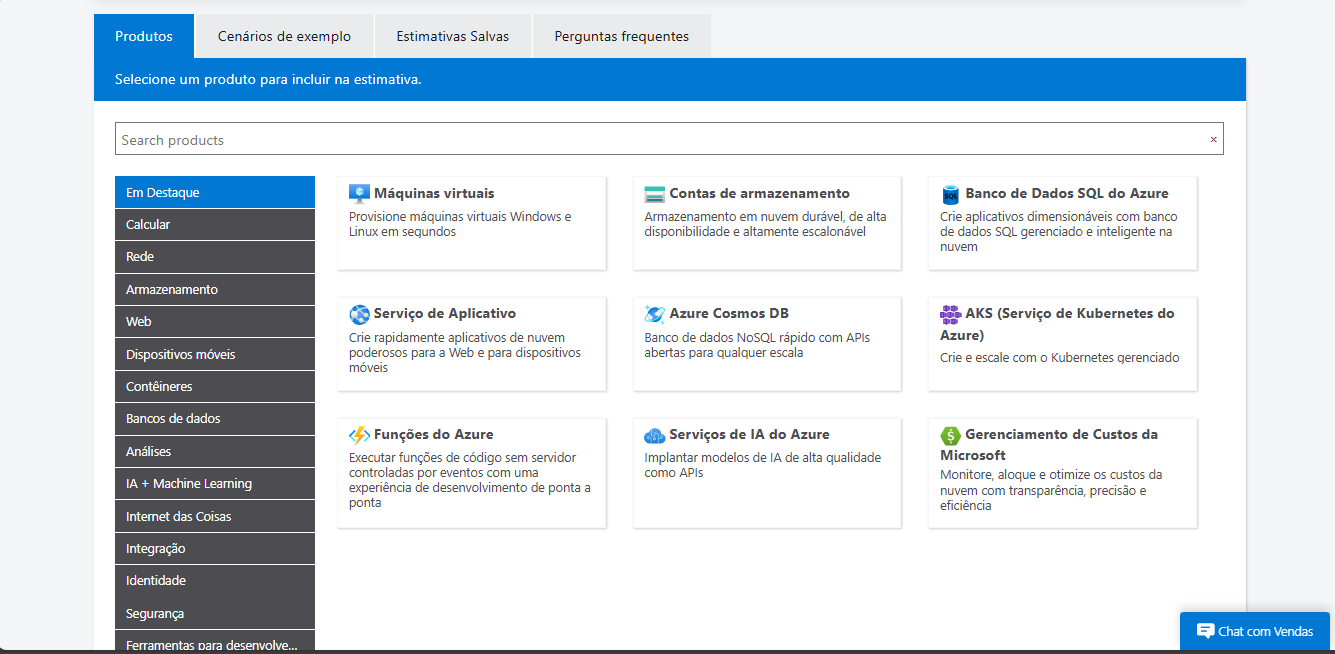 Produtos
Cenários de exemplo
Estimativas Salvas
Perguntas frequentes
Selecione um produto para incluir na estimativa.
Search products
×
Em Destaque
Calcular
Rede
Armazenamento
Web
Dispositivos móveis
Contêineres
Bancos de dados
Análises
IA + Machine Learning
Internet das Coisas
Integração
Identidade
Segurança
Ferramentas para desenvolve...
Máquinas virtuais
Provisione máquinas virtuais Windows e
Linux em segundos
Contas de armazenamento
Armazenamento em nuvem durável, de alta
disponibilidade e altamente escalonável
SQL
Banco de Dados SQL do Azure
Crie aplicativos dimensionáveis com banco
de dados SQL gerenciado e inteligente na
nuvem
Serviço de Aplicativo
Crie rapidamente aplicativos de nuvem
poderosos para a Web e para dispositivos
móveis
Azure Cosmos DB
Banco de dados NoSQL rápido com APIs
abertas para qualquer escala
AKS (Serviço de Kubernetes do
Azure)
Crie e escale com o Kubernetes gerenciado
Funções do Azure
Executar funções de código sem servidor
controladas por eventos com uma
experiência de desenvolvimento de ponta a
ponta
Serviços de IA do Azure
Implantar modelos de IA de alta qualidade
como APIs
$
Gerenciamento de Custos da
Microsoft
Monitore, aloque e otimize os custos da
nuvem com transparência, precisão e
eficiência
Chat com Vendas